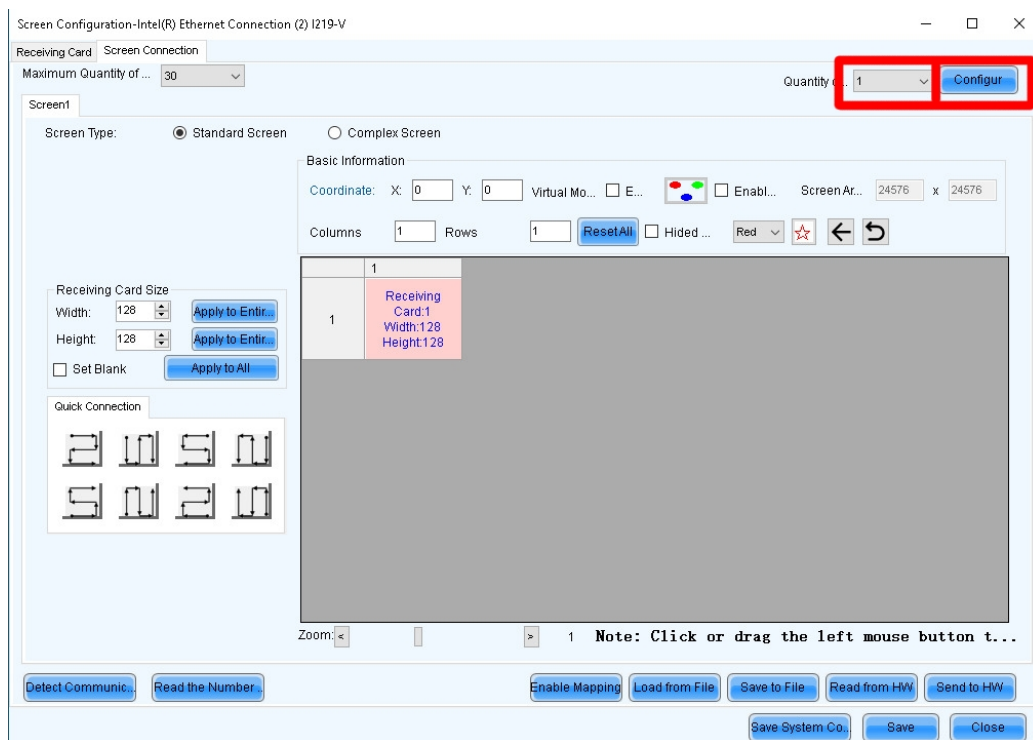 Screen Configuration-Intel(R) Ethernet Connection (2) I219-V
Receiving Card Screen Connection
Maximum Quantity of ... 30
Quantity o... 1 Configur
Screen1
Screen Type: Standard Screen Complex Screen
Basic Information
Coordinate: X: 0 Y: 0 Virtual Mo... E... Enabl... Screen Ar... 24576 x 24576
Columns 1 Rows 1 ResetAll Hided ... Red
1
Receiving Card Size
Width: 128 Apply to Entir...
Height: 128 Apply to Entir...
Set Blank Apply to All
1
Receiving
Card:1
Width:128
Height:128
Quick Connection
Zoom: < > 1 Note: Click or drag the left mouse button t...
Detect Communic... Read the Number .. Enable Mapping Load from File Save to File Read from HW Send to HW
Save System Co.. Save Close